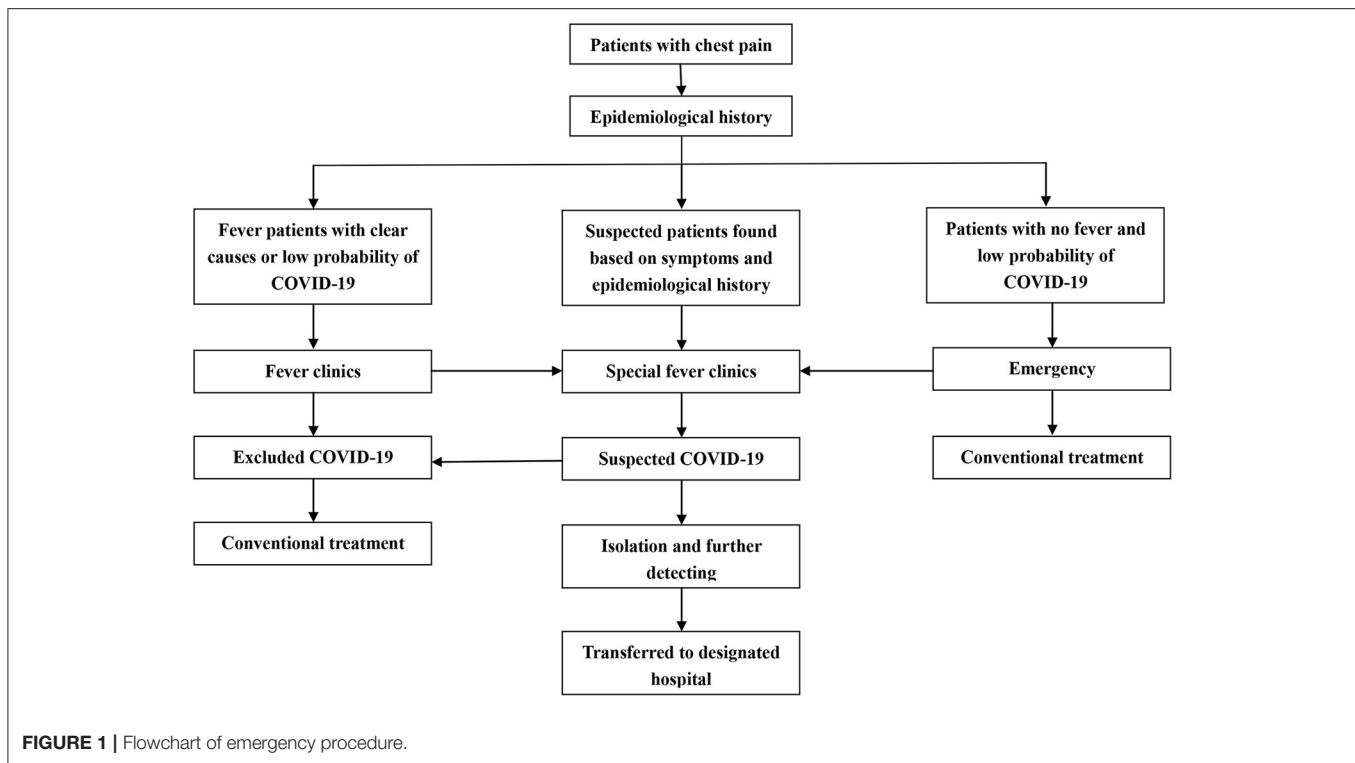 Patients with chest pain
Epidemiological history
Fever patients with clear
causes or low probability of
COVID-19
Suspected patients found
based on symptoms and
epidemiological history
Patients with no fever and
low probability of
COVID-19
Fever clinics
Special fever clinics
Emergency
Excluded COVID-19
Suspected COVID-19
Conventional treatment
Conventional treatment
Isolation and further
detecting
Transferred to designated
hospital
FIGURE 1 | Flowchart of emergency procedure.